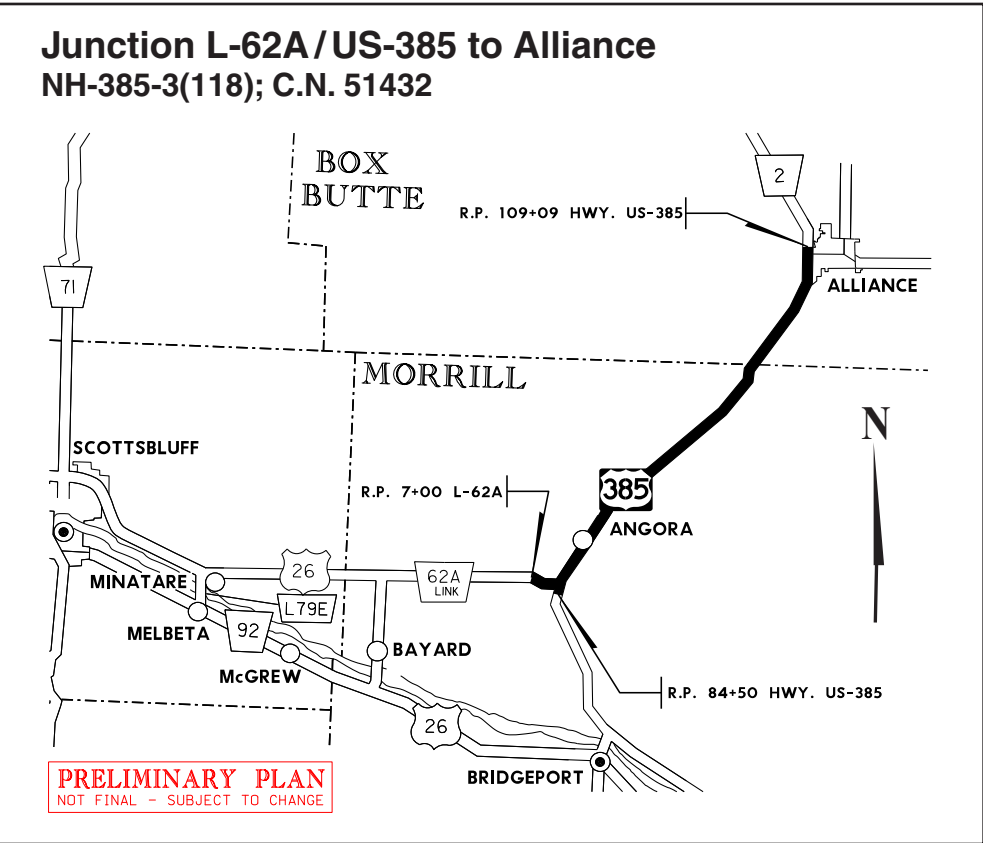 Junction L-62A/US-385 to Alliance
NH-385-3(118); C.N. 51432
BOX
BUTTE
2
R.P. 109+09 HWY. US-385
71
ALLIANCE
MORRILL
N
SCOTTSBLUFF
385
R.P. 7+00 L-62A
ANGORA
26
62A
LINK
MINATARE
L79E
92
MELBETA
BAYARD
McGREW
R.P. 84+50 HWY. US-385
26
BRIDGEPORT
PRELIMINARY PLAN
NOT FINAL - SUBJECT TO CHANGE